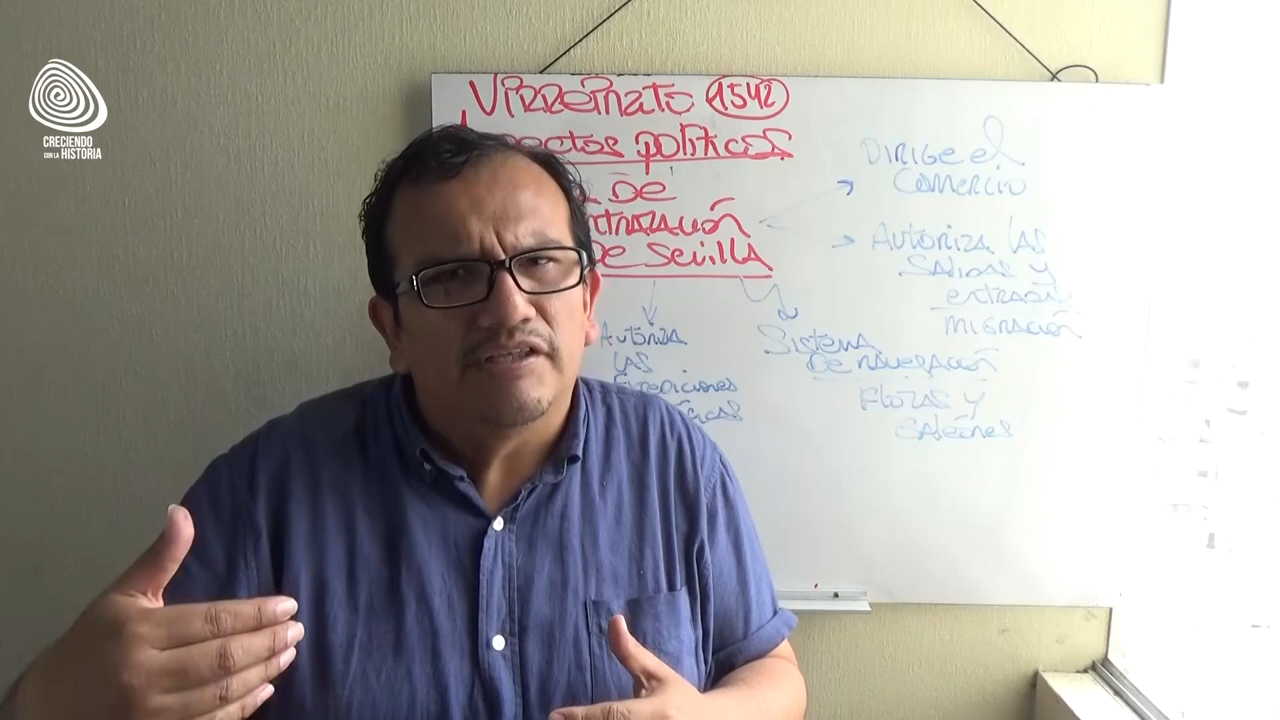 CRECIENDO
CON LA HISTORIA
VIRREINATO 1542
políticos
DE
DE SEVILLA
DIRIGE el
COMERCIO
AUTORIZA LAS
SALIDAS Y
entradas
MIGRACIÓN
AUTORIZA
LAS
SISTEMA
DE NAVEGACIÓN
FLOTAS Y
GALEONES